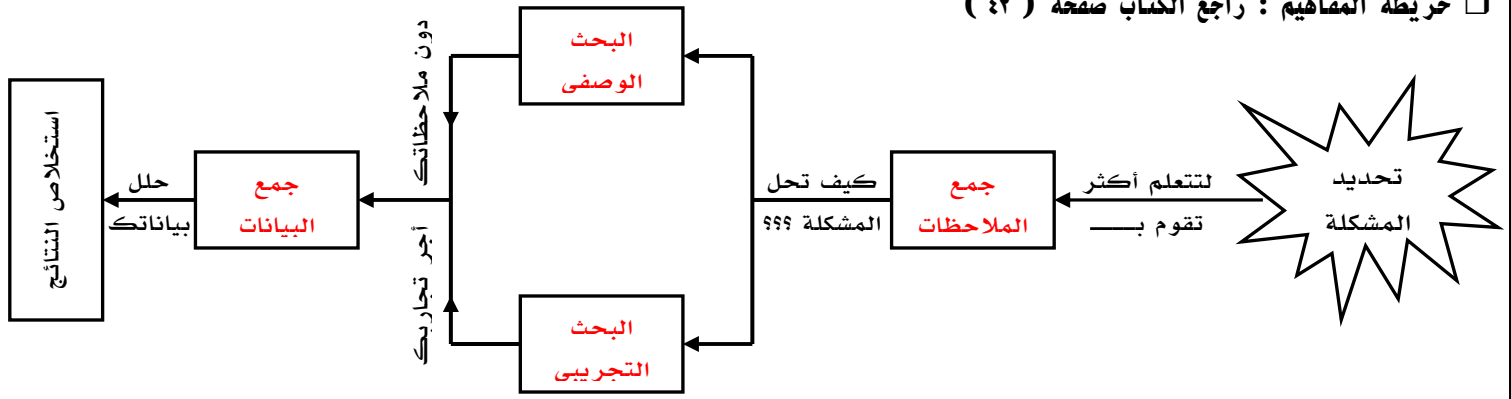 □ خريطة المفاهيم : راجع الكتاب صفحة ( ٤٢ )
تحديد
المشكلة
لتتعلم أكثر
تقوم بـــــ
جمع
الملاحظات
كيف تحل
المشكلة ؟؟؟
البحث
الوصفى
البحث
التجريبى
دون ملاحظاتك
أجر تجاربك
جمع
البيانات
حلل
بياناتك
استخلاص النتائج